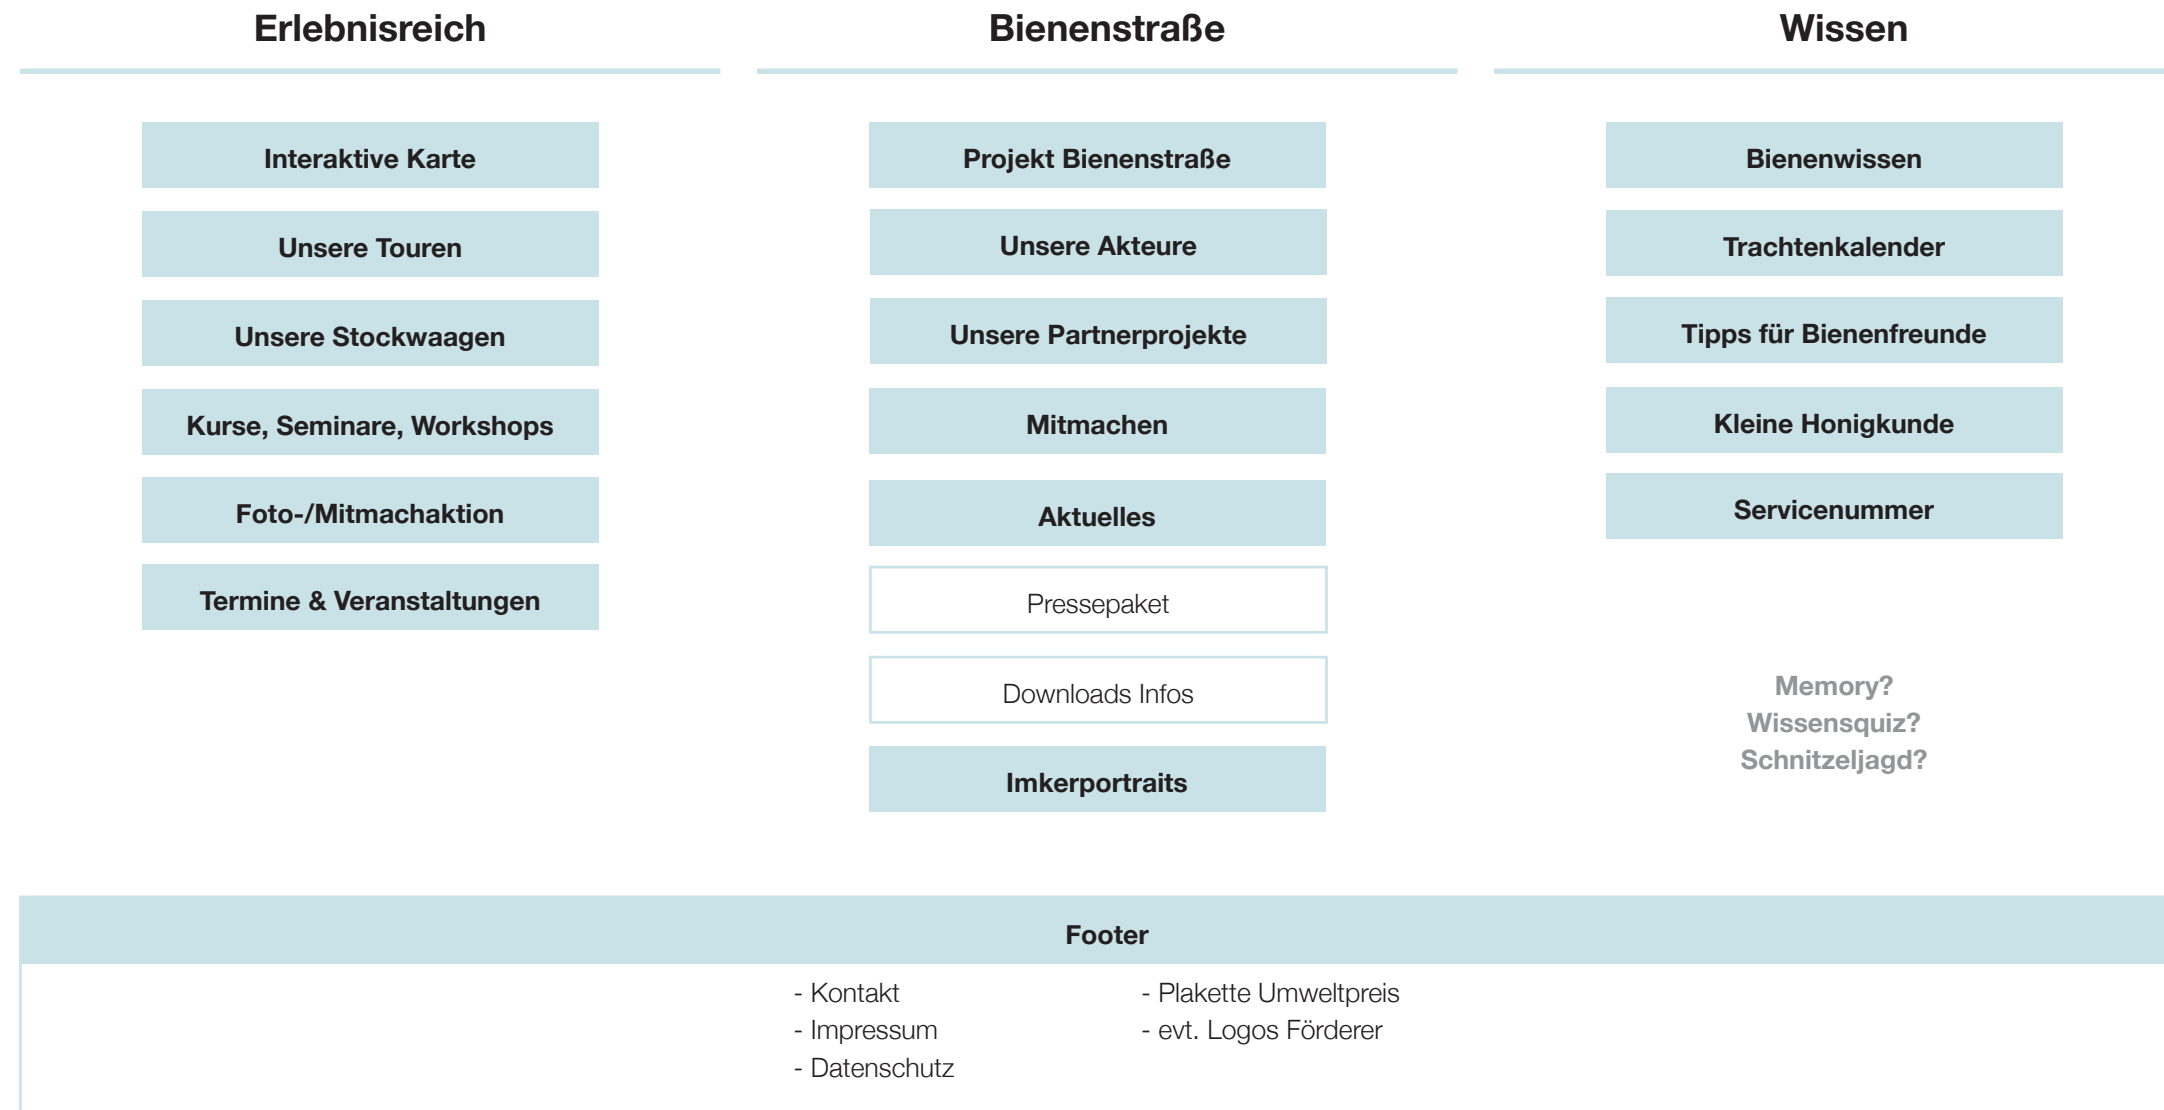 Erlebnisreich
Interaktive Karte
Unsere Touren
Unsere Stockwaagen
Kurse, Seminare, Workshops
Foto-/Mitmachaktion
Termine & Veranstaltungen
Bienenstraße
Projekt Bienenstraße
Unsere Akteure
Unsere Partnerprojekte
Mitmachen
Aktuelles
Pressepaket
Downloads Infos
Imkerportraits
Wissen
Bienenwissen
Trachtenkalender
Tipps für Bienenfreunde
Kleine Honigkunde
Servicenummer
Memory?
Wissensquiz?
Schnitzeljagd?
Footer
- Kontakt
- Impressum
- Datenschutz
- Plakette Umweltpreis
- evt. Logos Förderer